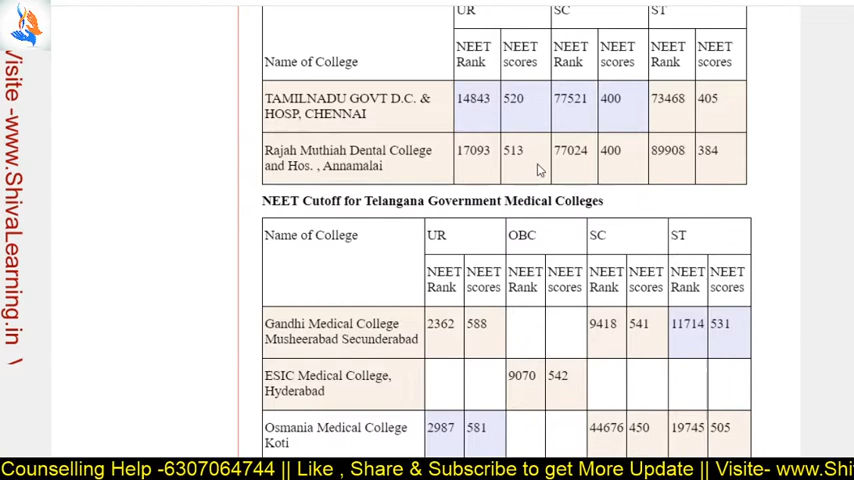 UR SC ST
Name of College NEET Rank NEET scores NEET Rank NEET scores NEET Rank NEET scores
TAMILNADU GOVT D.C. & 14843 520 77521 400 73468 405
HOSP, CHENNAI
Rajah Muthiah Dental College 17093 513 77024 400 89908 384
and Hos. , Annamalai
NEET Cutoff for Telangana Government Medical Colleges
Name of College UR OBC SC ST
NEET Rank NEET scores NEET Rank NEET scores NEET Rank NEET scores NEET Rank NEET scores
Gandhi Medical College 2362 588 9418 541 11714 531
Musheerabad Secunderabad
ESIC Medical College, 9070 542
Hyderabad
Osmania Medical College 2987 581 44676 450 19745 505
Koti
Visite -www.ShivaLearning.in
Counselling Help -6307064744 || Like , Share & Subscribe to get More Update || Visite- www.Shi